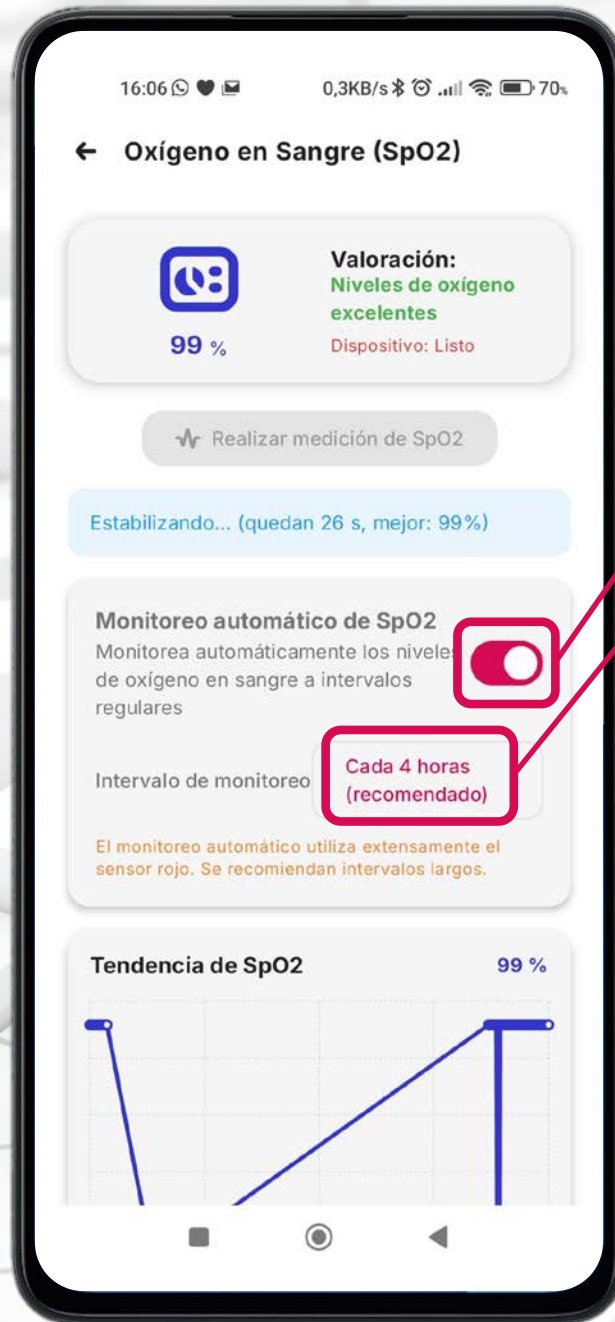 16:06 0,3KB/s 70%
Oxígeno en Sangre (SpO2)
Valoración:
Niveles de oxígeno
excelentes
99 %
Dispositivo: Listo
Realizar medición de SpO2
Estabilizando... (quedan 26 s, mejor: 99%)
Monitoreo automático de SpO2
Monitorea automáticamente los niveles
de oxígeno en sangre a intervalos
regulares
Intervalo de monitoreo
Cada 4 horas
(recomendado)
El monitoreo automático utiliza extensamente el
sensor rojo. Se recomiendan intervalos largos.
Tendencia de SpO2 99 %